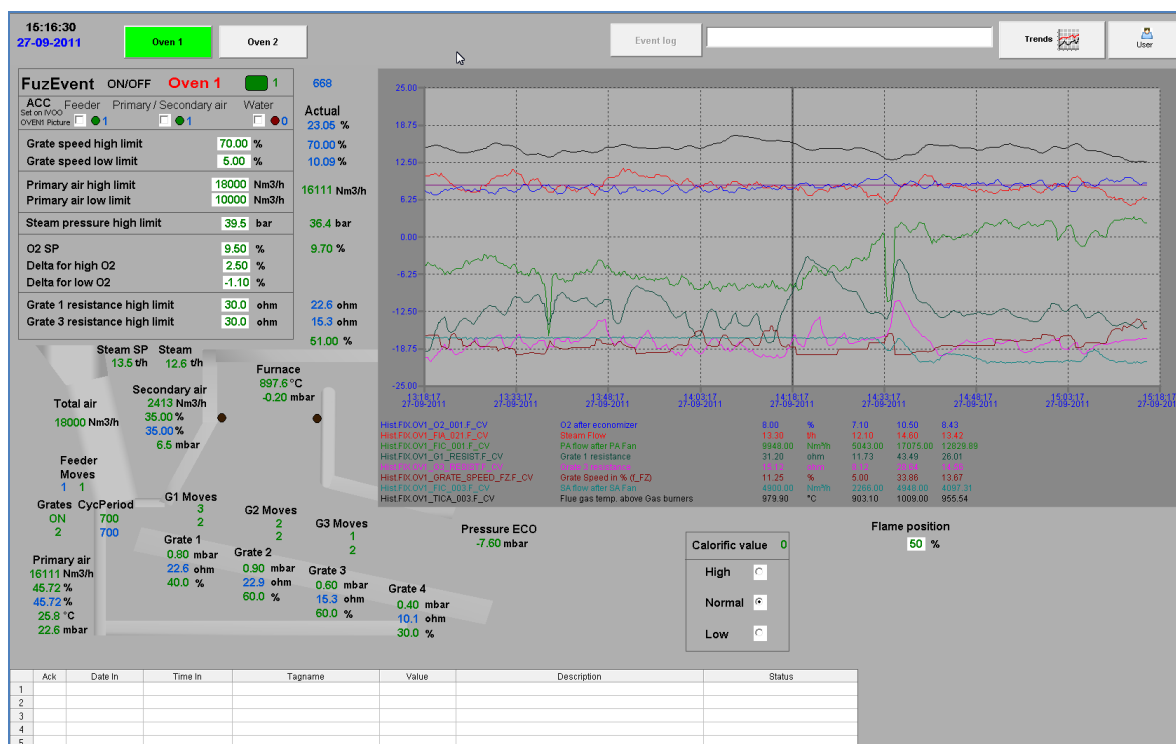 15:16:30
27-09-2011
Oven 1
Oven 2
Event log
Trends
User
FuzEvent ON/OFF Oven 1 1 668
ACC Feeder Primary / Secondary air Water
Set on IVOO
OVEN1 Picture 1 1 0
Actual
23.05 %
Grate speed high limit 70.00 % 70.00 %
Grate speed low limit 5.00 % 10.09 %
Primary air high limit 18000 Nm3/h 16111 Nm3/h
Primary air low limit 10000 Nm3/h
Steam pressure high limit 39.5 bar 36.4 bar
O2 SP 9.50 % 9.70 %
Delta for high O2 2.50 %
Delta for low O2 -1.10 %
Grate 1 resistance high limit 30.0 ohm 22.6 ohm
Grate 3 resistance high limit 30.0 ohm 15.3 ohm
51.00 %
25.00
18.75
12.50
6.25
0.00
-6.25
-12.50
-18.75
-25.00
13:18:17 13:33:17 13:48:17 14:03:17 14:18:17 14:33:17 14:48:17 15:03:17 15:18:17
27-09-2011 27-09-2011 27-09-2011 27-09-2011 27-09-2011 27-09-2011 27-09-2011 27-09-2011 27-09-2011
Hist.FIX.OV1_O2_001.F_CV O2 after economizer 8.00 % 7.10 10.50 8.43
Hist.FIX.OV1_FIA_021.F_CV Steam Flow 13.30 t/h 12.10 14.60 13.42
Hist.FIX.OV1_FIC_001.F_CV PA flow after PA Fan 9948.00 Nm³/h 5043.00 17075.00 12829.89
Hist.FIX.OV1_G1_RESIST.F_CV Grate 1 resistance 31.20 ohm 11.73 43.49 26.01
Hist.FIX.OV1_G3_RESIST.F_CV Grate 3 resistance 15.12 ohm 8.12 28.64 14.56
Hist.FIX.OV1_GRATE_SPEED_FZ.F_CV Grate Speed in % (f_FZ) 11.25 % 5.00 33.86 13.67
Hist.FIX.OV1_FIC_003.F_CV SA flow after SA Fan 4900.00 Nm³/h 2266.00 4948.00 4097.31
Hist.FIX.OV1_TICA_003.F_CV Flue gas temp. above Gas burners 979.90 °C 903.10 1009.00 955.54
Steam SP Steam
13.5 t/h 12.6 t/h
Furnace
897.6 °C
-0.20 mbar
Secondary air
2413 Nm3/h
35.00 %
35.00 %
6.5 mbar
Total air
18000 Nm3/h
Feeder
Moves
1 1
Grates CycPeriod
ON 700
2 700
G1 Moves
3
2
G2 Moves
2
2
G3 Moves
1
2
Primary air
16111 Nm3/h
45.72 %
45.72 %
25.8 °C
22.6 mbar
Grate 1
0.80 mbar
22.6 ohm
40.0 %
Grate 2
0.90 mbar
22.9 ohm
60.0 %
Grate 3
0.60 mbar
15.3 ohm
60.0 %
Grate 4
0.40 mbar
10.1 ohm
30.0 %
Pressure ECO
-7.60 mbar
Calorific value 0
High
Normal
Low
Flame position
50 %
Ack Date In Time In Tagname Value Description Status
1
2
3
4
5